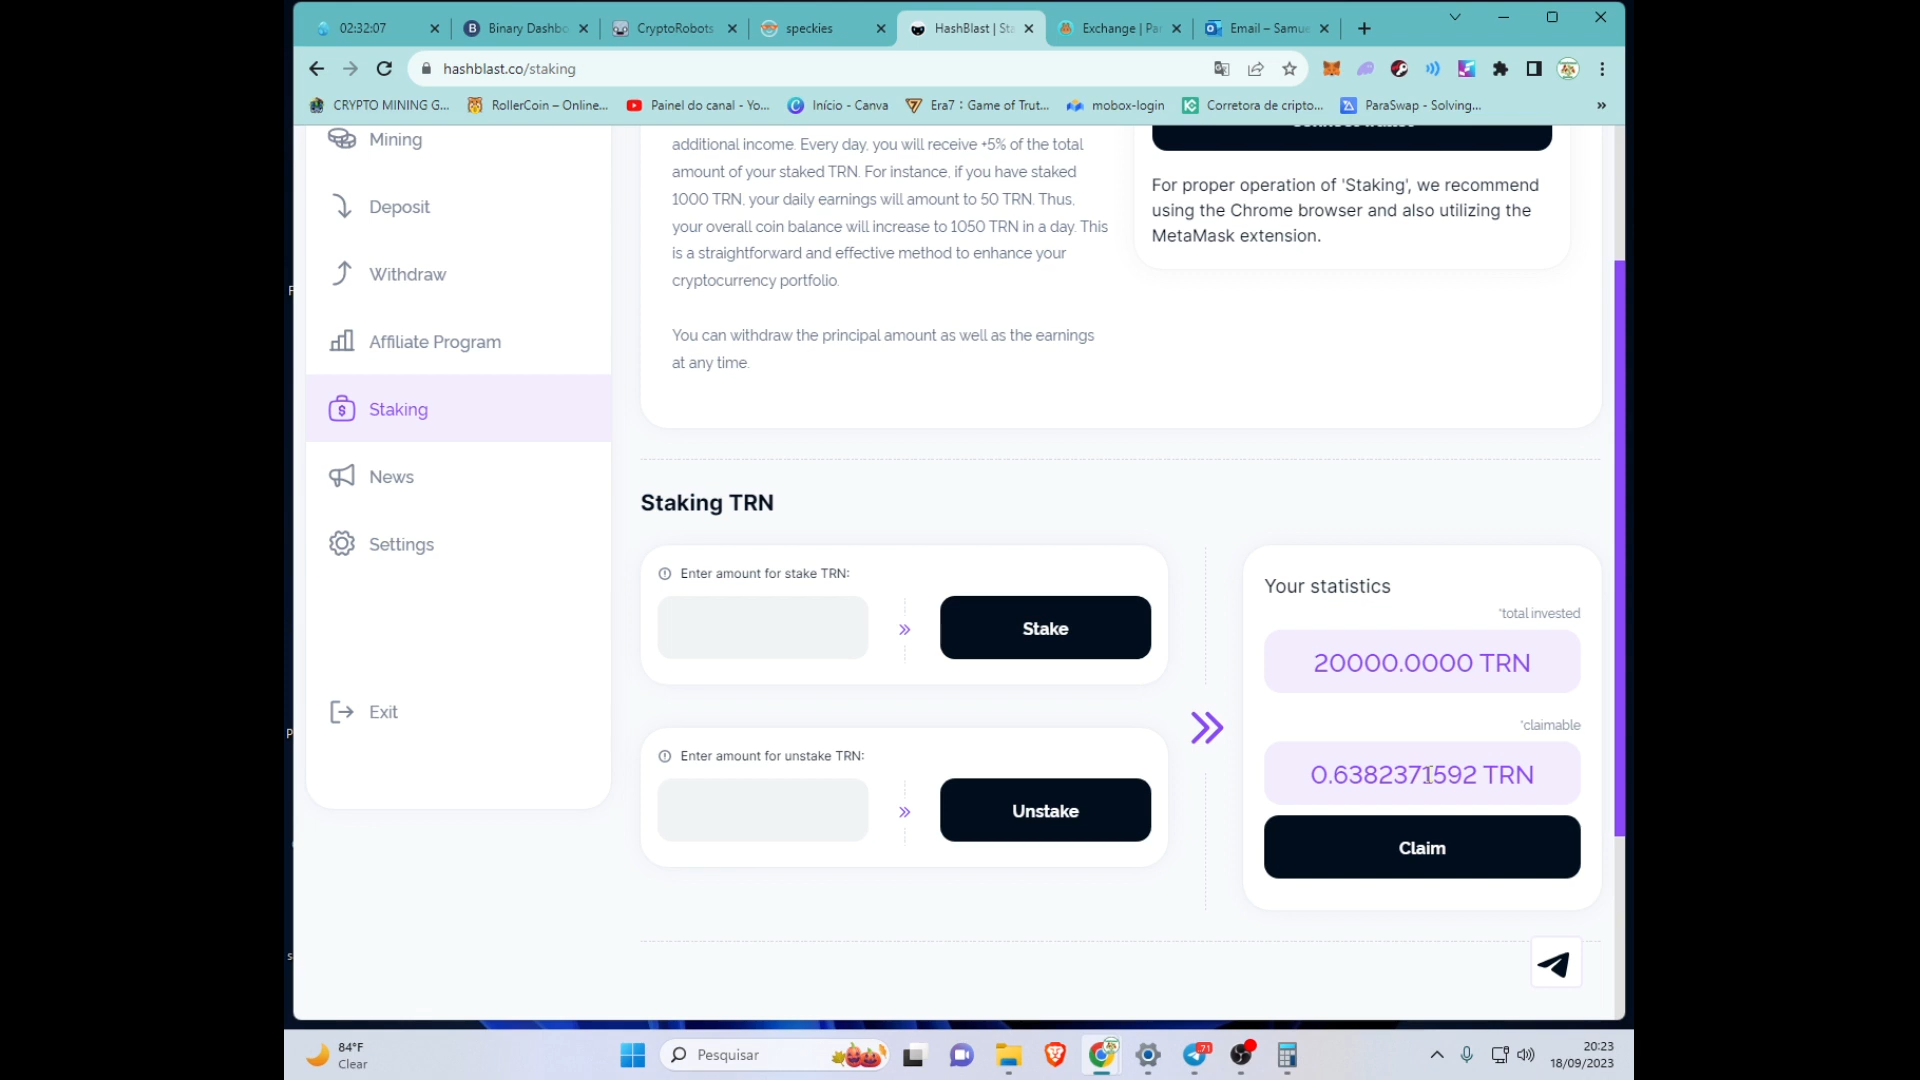 02:32:07
Binary Dashbo
CryptoRobots
speckies
HashBlast | Sta
Exchange | Pa
Email – Samue
hashblast.co/staking
CRYPTO MINING G...
RollerCoin – Online...
Painel do canal - Yo...
Início - Canva
Era7 : Game of Trut...
mobox-login
Corretora de cripto...
ParaSwap - Solving...
»
Mining
Deposit
Withdraw
Affiliate Program
Staking
News
Settings
Exit
additional income. Every day, you will receive +5% of the total
amount of your staked TRN. For instance, if you have staked
1000 TRN, your daily earnings will amount to 50 TRN. Thus,
your overall coin balance will increase to 1050 TRN in a day. This
is a straightforward and effective method to enhance your
cryptocurrency portfolio.
You can withdraw the principal amount as well as the earnings
at any time.
For proper operation of 'Staking', we recommend
using the Chrome browser and also utilizing the
MetaMask extension.
Staking TRN
Enter amount for stake TRN:
Stake
Enter amount for unstake TRN:
Unstake
Your statistics
*total invested
20000.0000 TRN
*claimable
0.6382371592 TRN
Claim
84°F
Clear
Pesquisar
71
20:23
18/09/2023